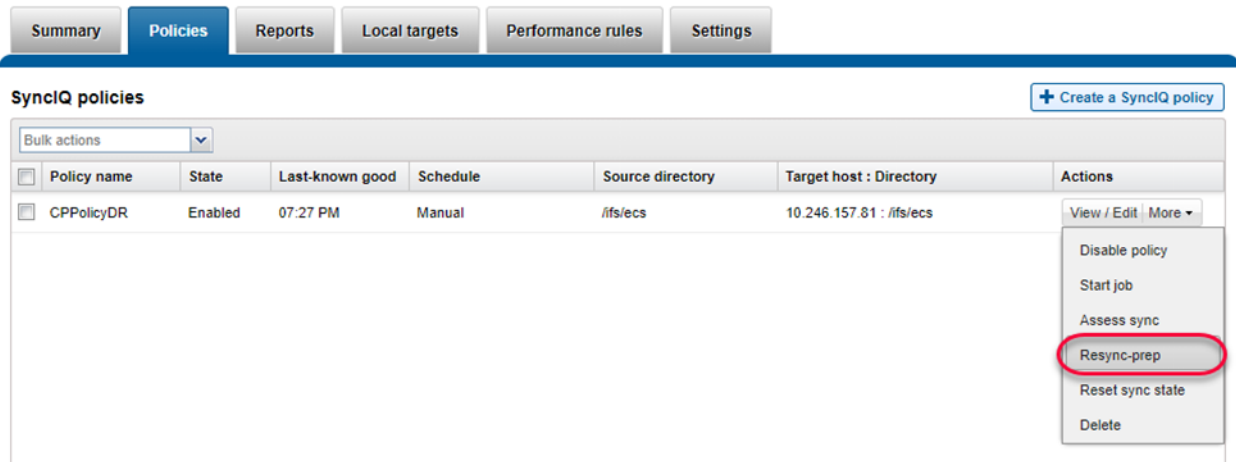 Summary Policies Reports Local targets Performance rules Settings
SyncIQ policies + Create a SyncIQ policy
Bulk actions
Policy name State Last-known good Schedule Source directory Target host : Directory Actions
CPPolicyDR Enabled 07:27 PM Manual /ifs/ecs 10.246.157.81 : /ifs/ecs View / Edit More
Disable policy
Start job
Assess sync
Resync-prep
Reset sync state
Delete